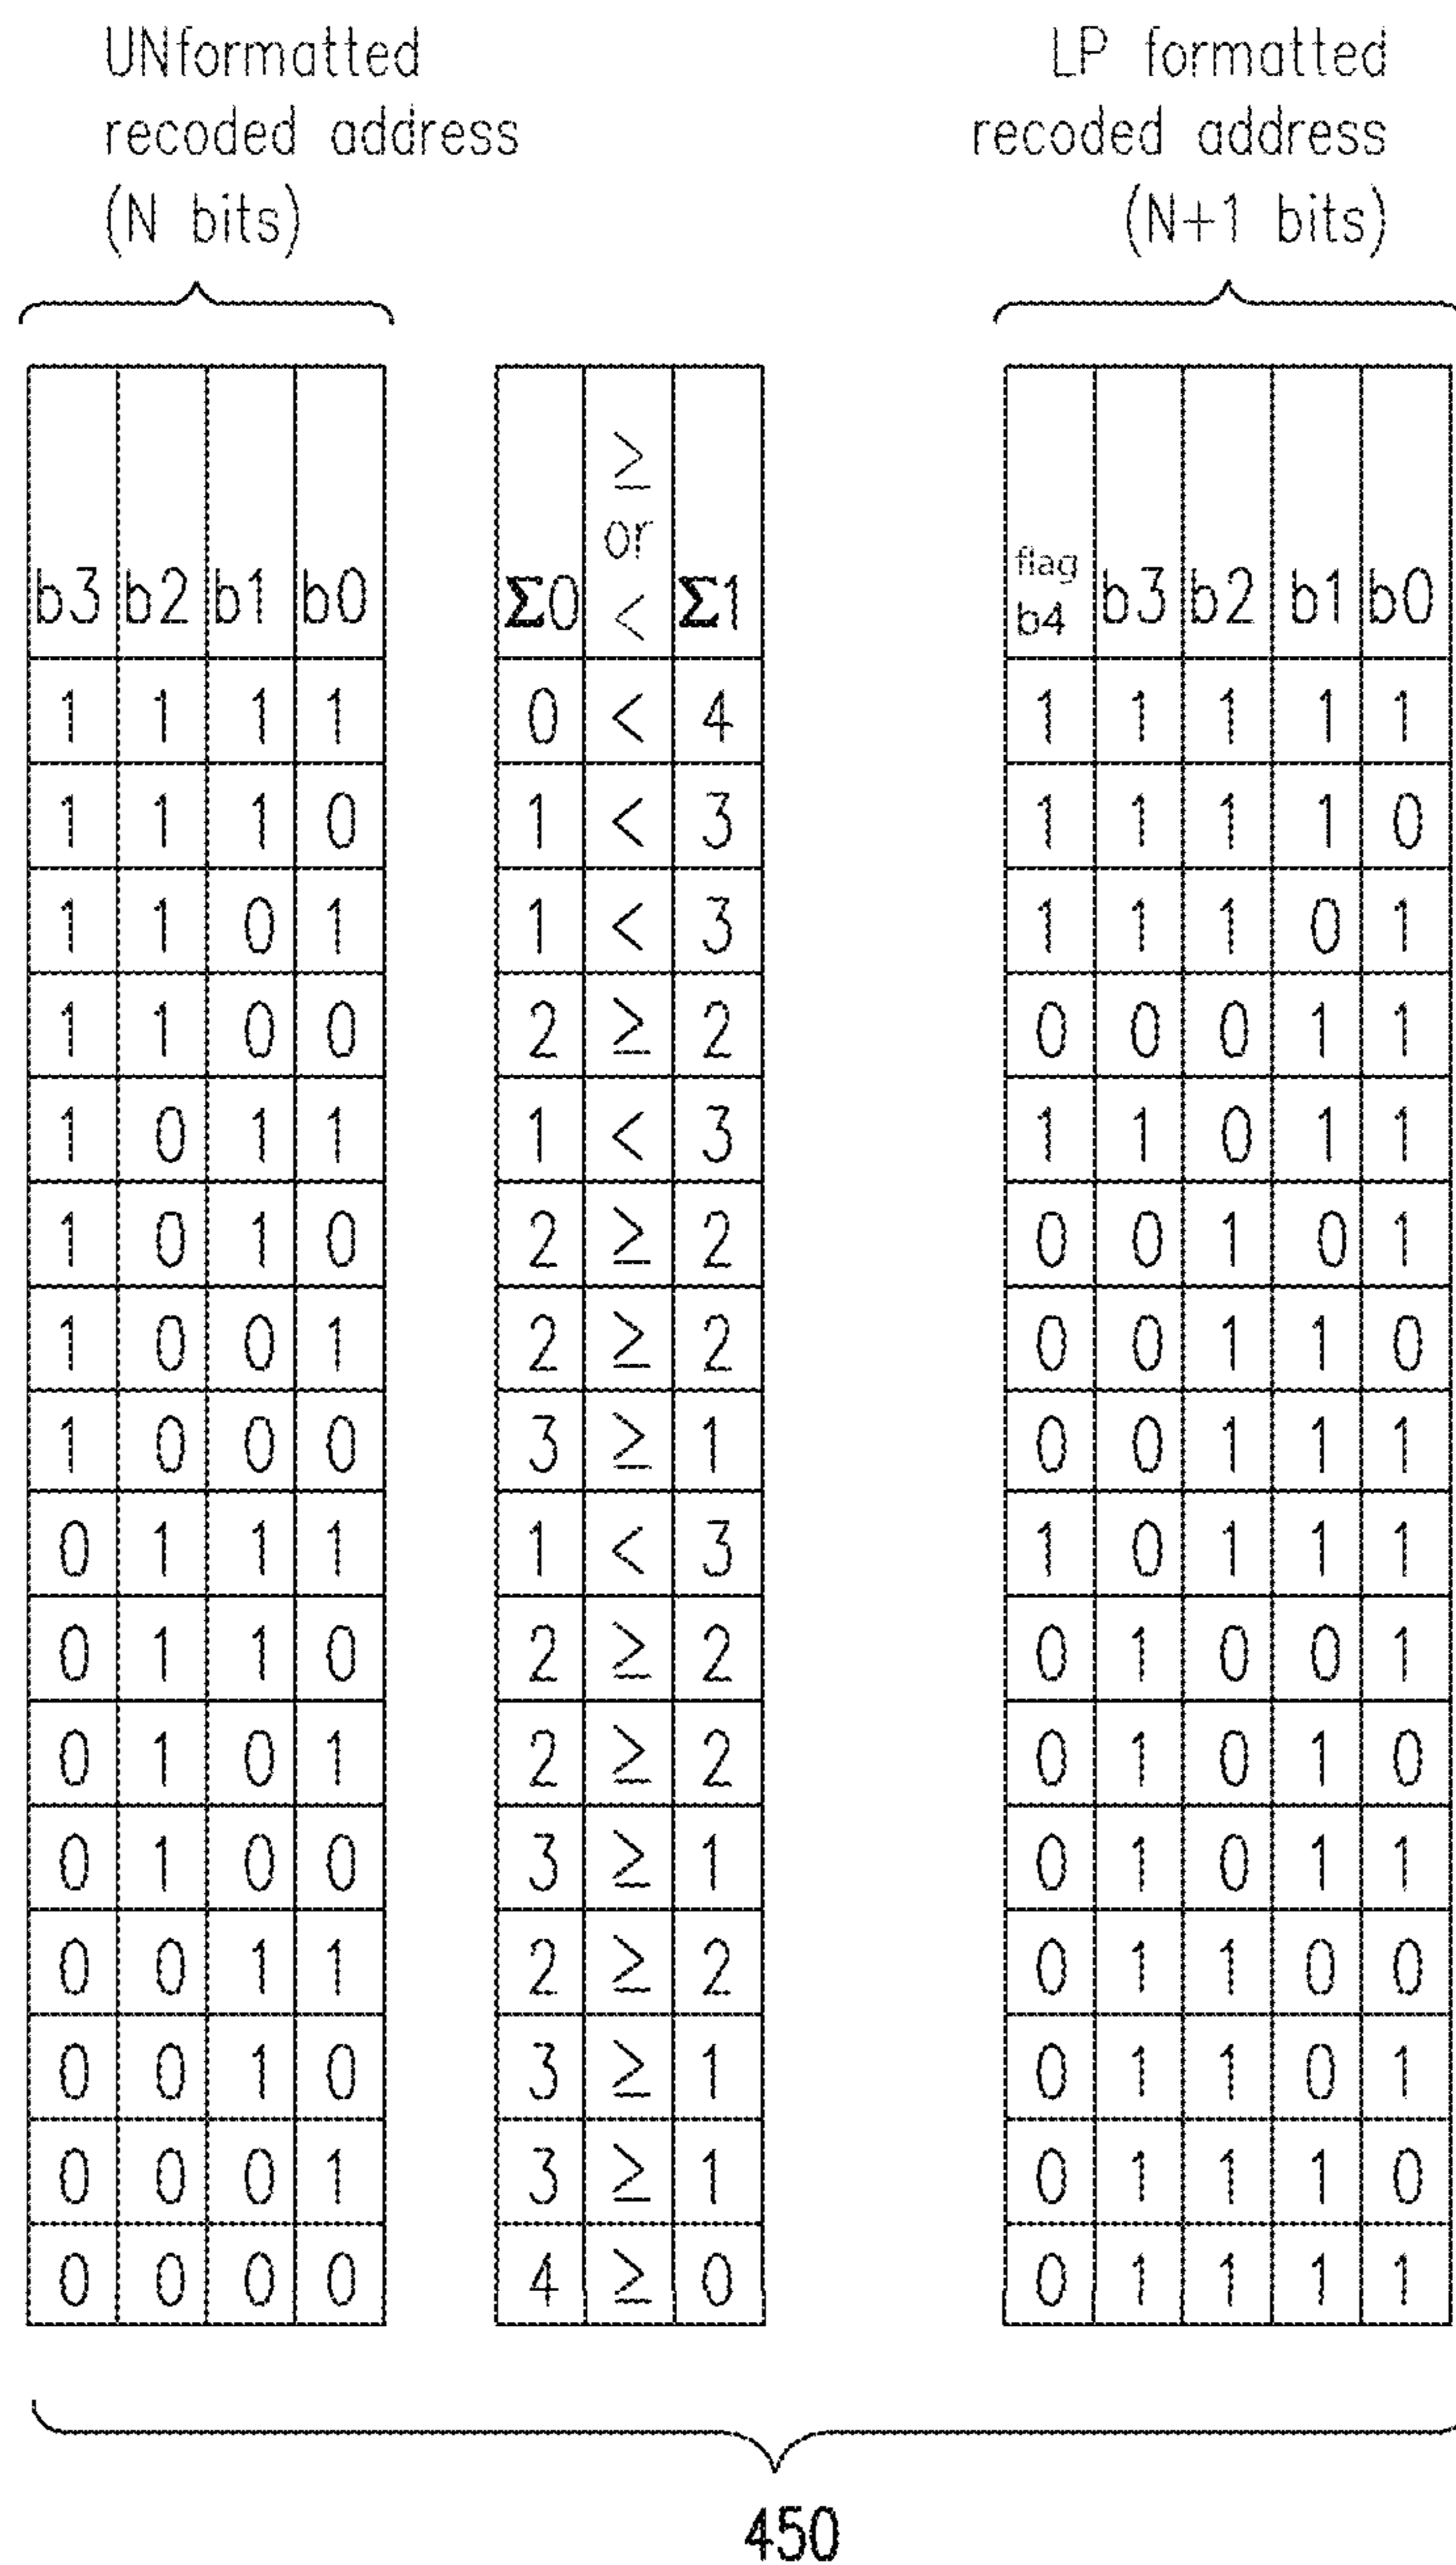 UNformatted
recoded address
(N bits)
LP formatted
recoded address
(N+1 bits)
b3 b2 b1 b0 Σ0 ≥ or < Σ1 flag b4 b3 b2 b1 b0
1 1 1 1 0 < 4 1 1 1 1 1
1 1 1 0 1 < 3 1 1 1 1 0
1 1 0 1 1 < 3 1 1 1 0 1
1 1 0 0 2 ≥ 2 0 0 0 1 1
1 0 1 1 1 < 3 1 1 0 1 1
1 0 1 0 2 ≥ 2 0 0 1 0 1
1 0 0 1 2 ≥ 2 0 0 1 1 0
1 0 0 0 3 ≥ 1 0 0 1 1 1
0 1 1 1 1 < 3 1 0 1 1 1
0 1 1 0 2 ≥ 2 0 1 0 0 1
0 1 0 1 2 ≥ 2 0 1 0 1 0
0 1 0 0 3 ≥ 1 0 1 0 1 1
0 0 1 1 2 ≥ 2 0 1 1 0 0
0 0 1 0 3 ≥ 1 0 1 1 0 1
0 0 0 1 3 ≥ 1 0 1 1 1 0
0 0 0 0 4 ≥ 0 0 1 1 1 1
450